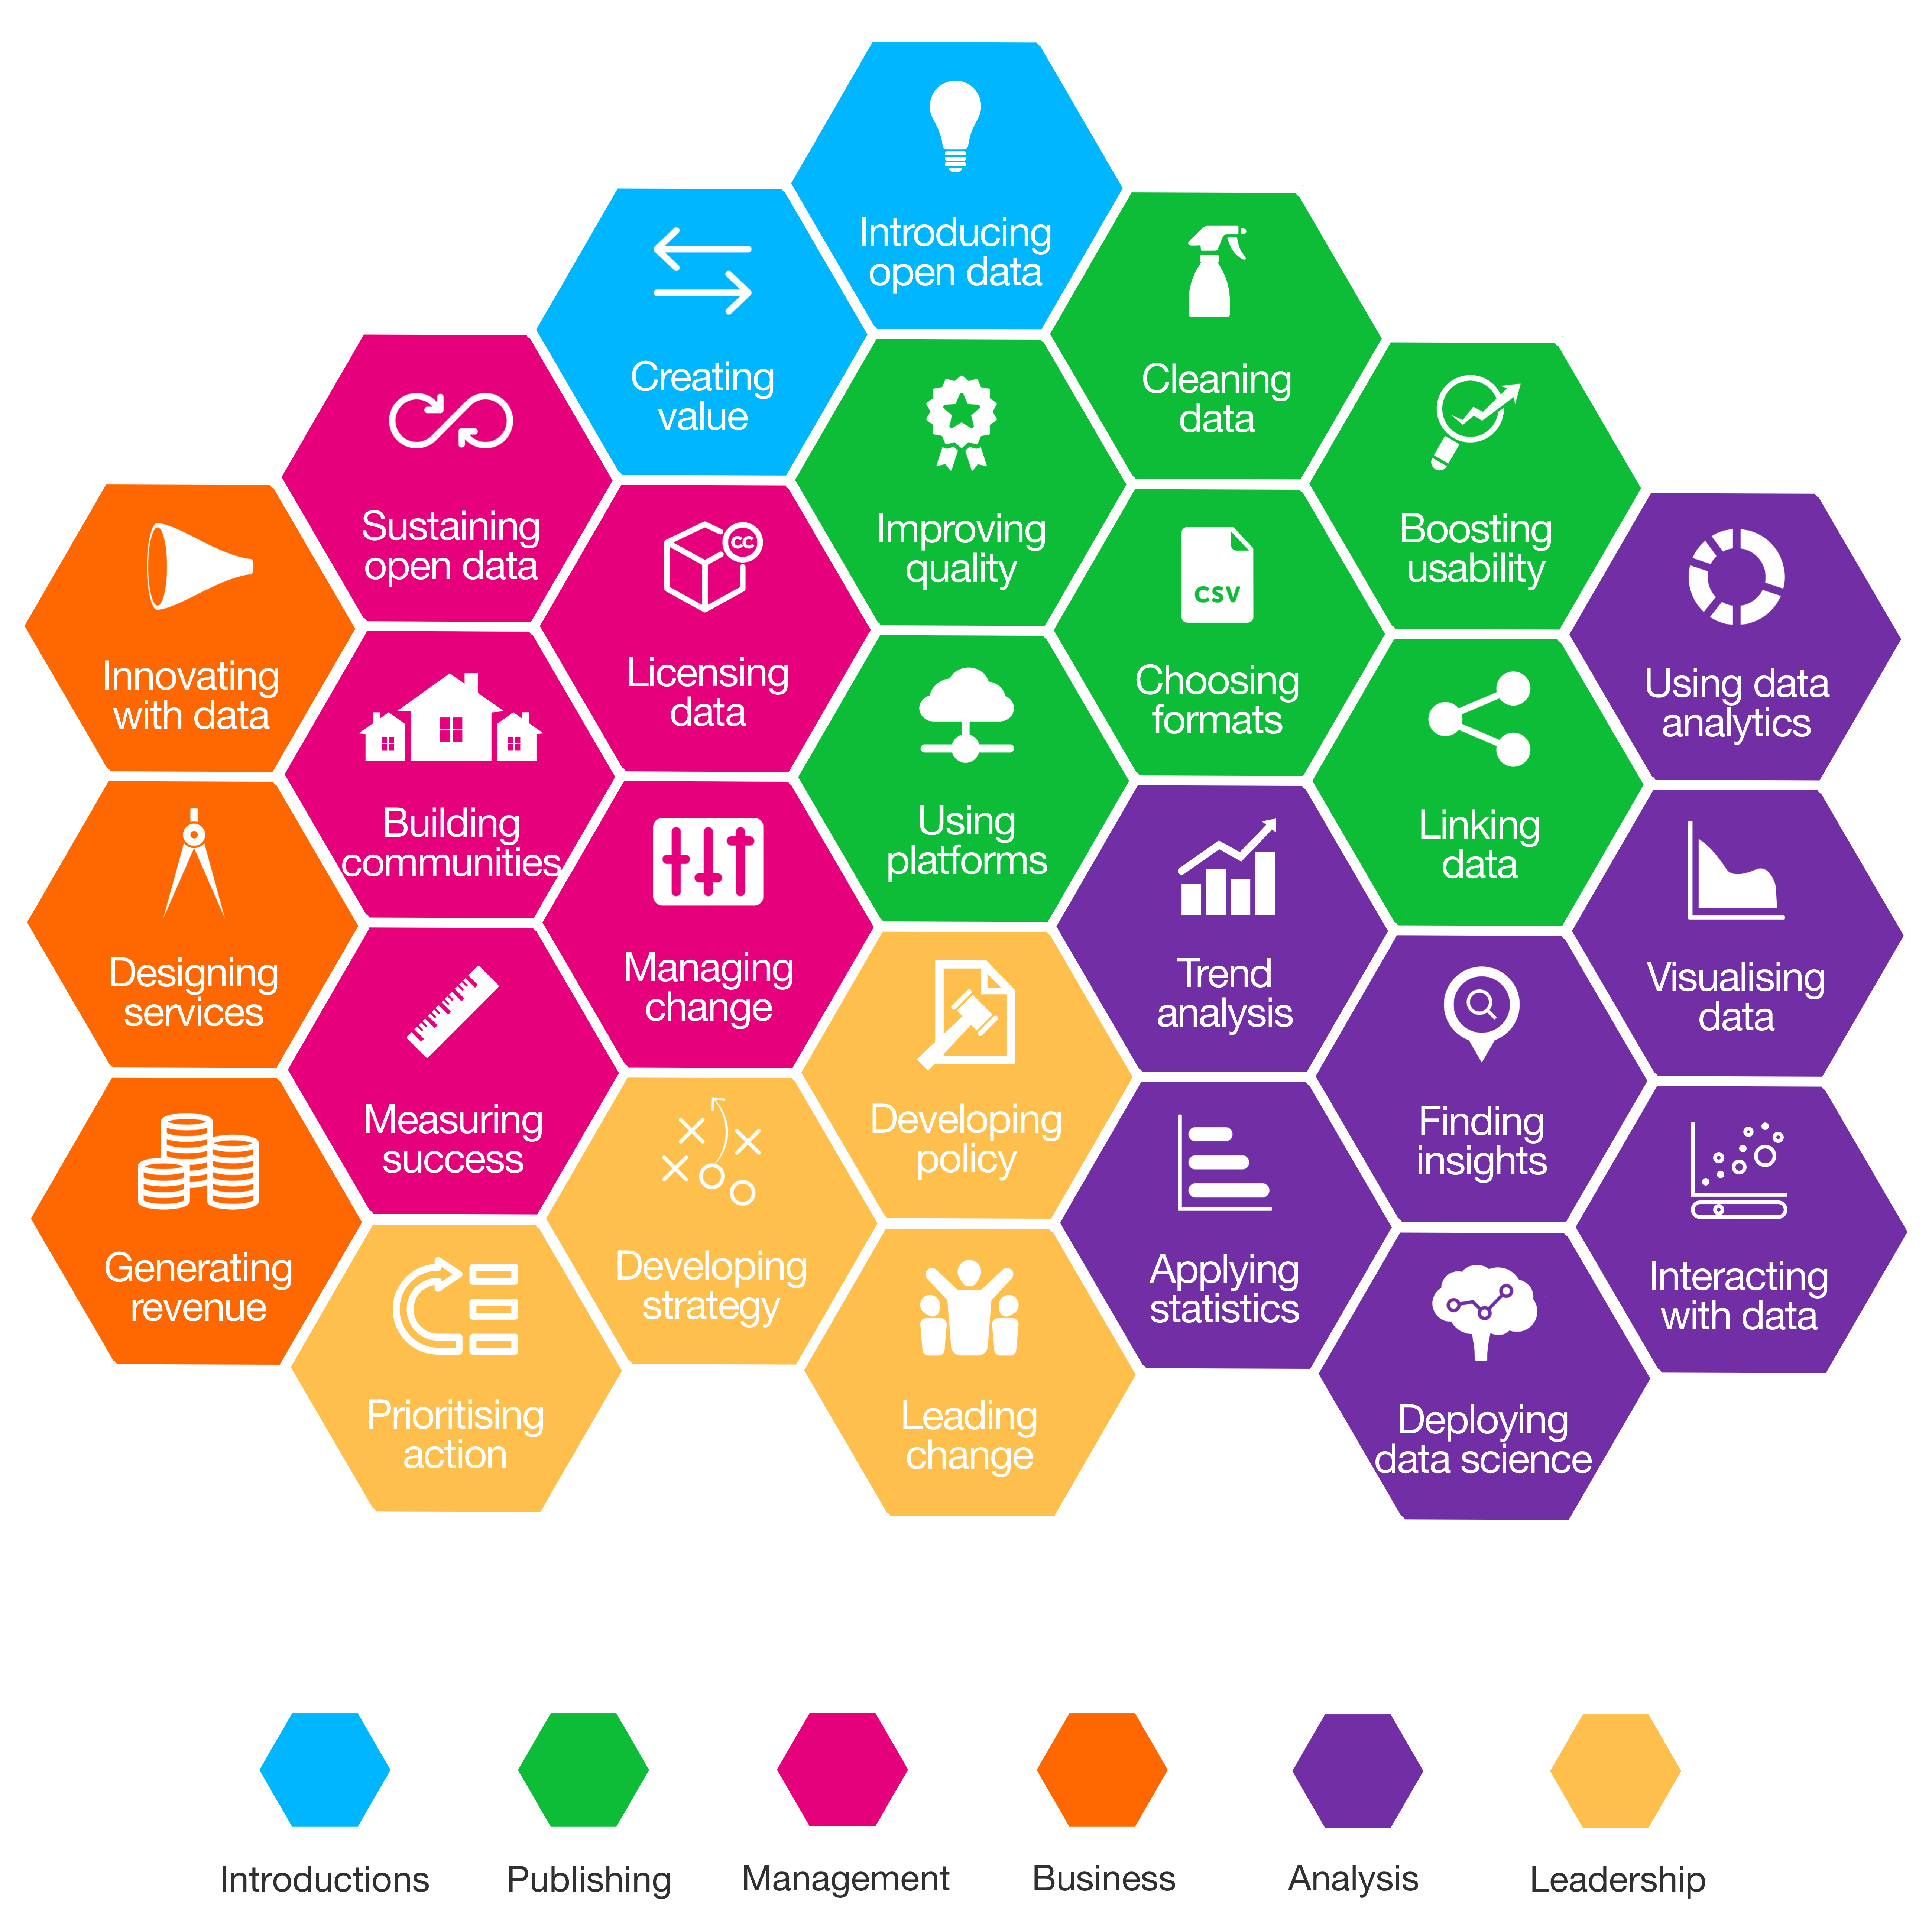 Introducing
open data
Creating
value
Cleaning
data
Sustaining
open data
Improving
quality
Boosting
usability
Innovating
with data
Licensing
data
CC
Choosing
formats
CSV
Using data
analytics
Building
communities
Using
platforms
Linking
data
Designing
services
Managing
change
Trend
analysis
Visualising
data
Measuring
success
Developing
policy
Finding
insights
Generating
revenue
Developing
strategy
Applying
statistics
Interacting
with data
Prioritising
action
Leading
change
Deploying
data science
Introductions
Publishing
Management
Business
Analysis
Leadership